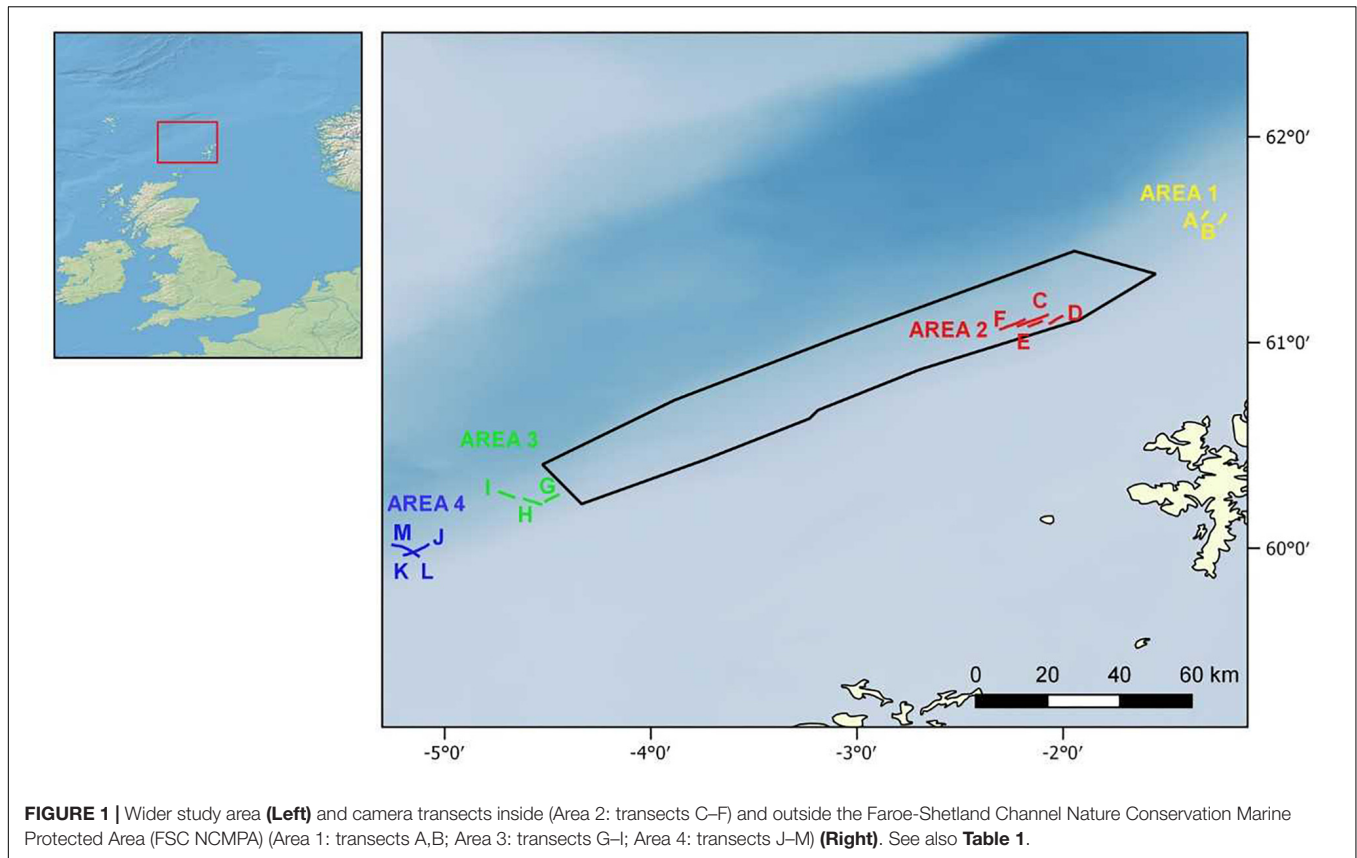 AREA 1
A
B
C
F
D
AREA 2
E
AREA 3
I
G
H
AREA 4
M
J
K
L
62°0′
61°0′
60°0′
0 20 40 60 km
-5°0′ -4°0′ -3°0′ -2°0′
FIGURE 1 | Wider study area (Left) and camera transects inside (Area 2: transects C–F) and outside the Faroe-Shetland Channel Nature Conservation Marine
Protected Area (FSC NCMPA) (Area 1: transects A,B; Area 3: transects G–I; Area 4: transects J–M) (Right). See also Table 1.